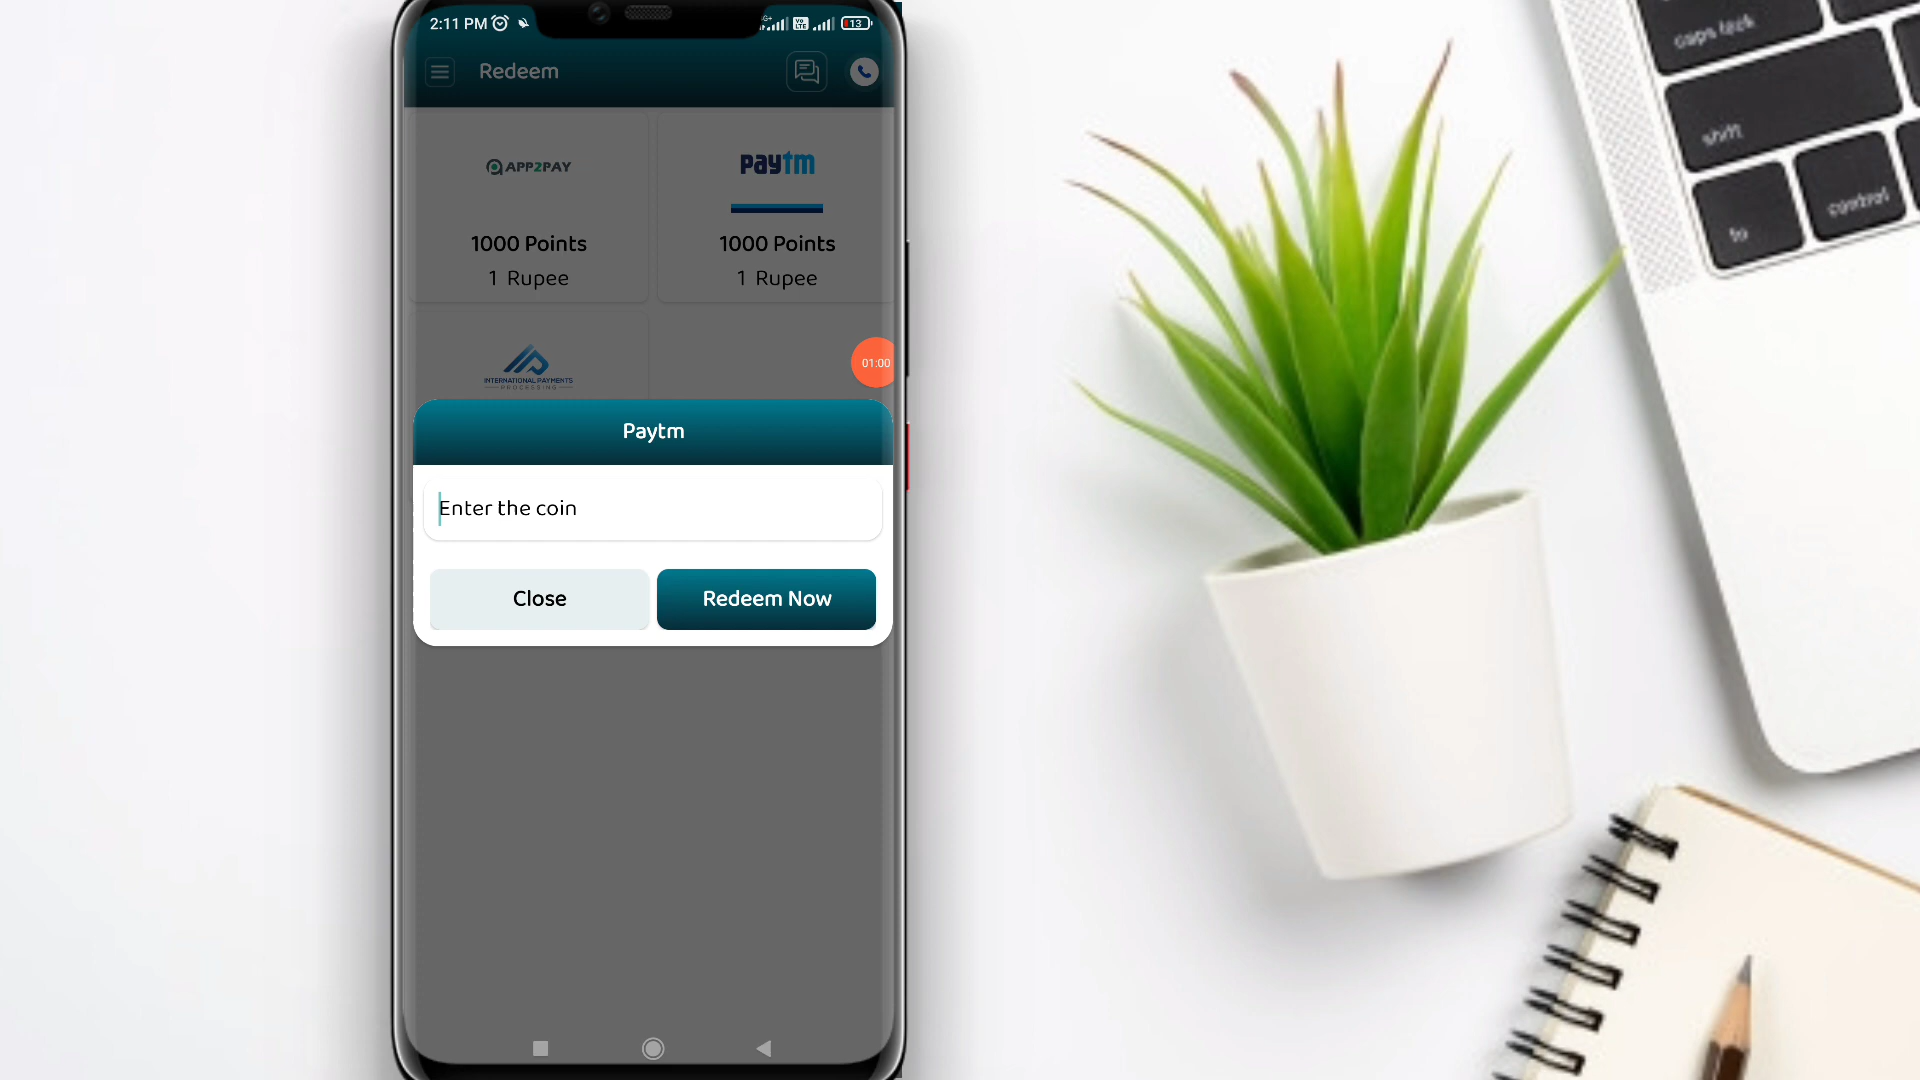 2:11 PM
13
Redeem
APP2PAY
paytm
1000 Points
1 Rupee
1000 Points
1 Rupee
01:00
INTERNATIONAL PAYMENTS
PROCESSING
Paytm
Enter the coin
Close
Redeem Now
caps lock
shift
fn
control